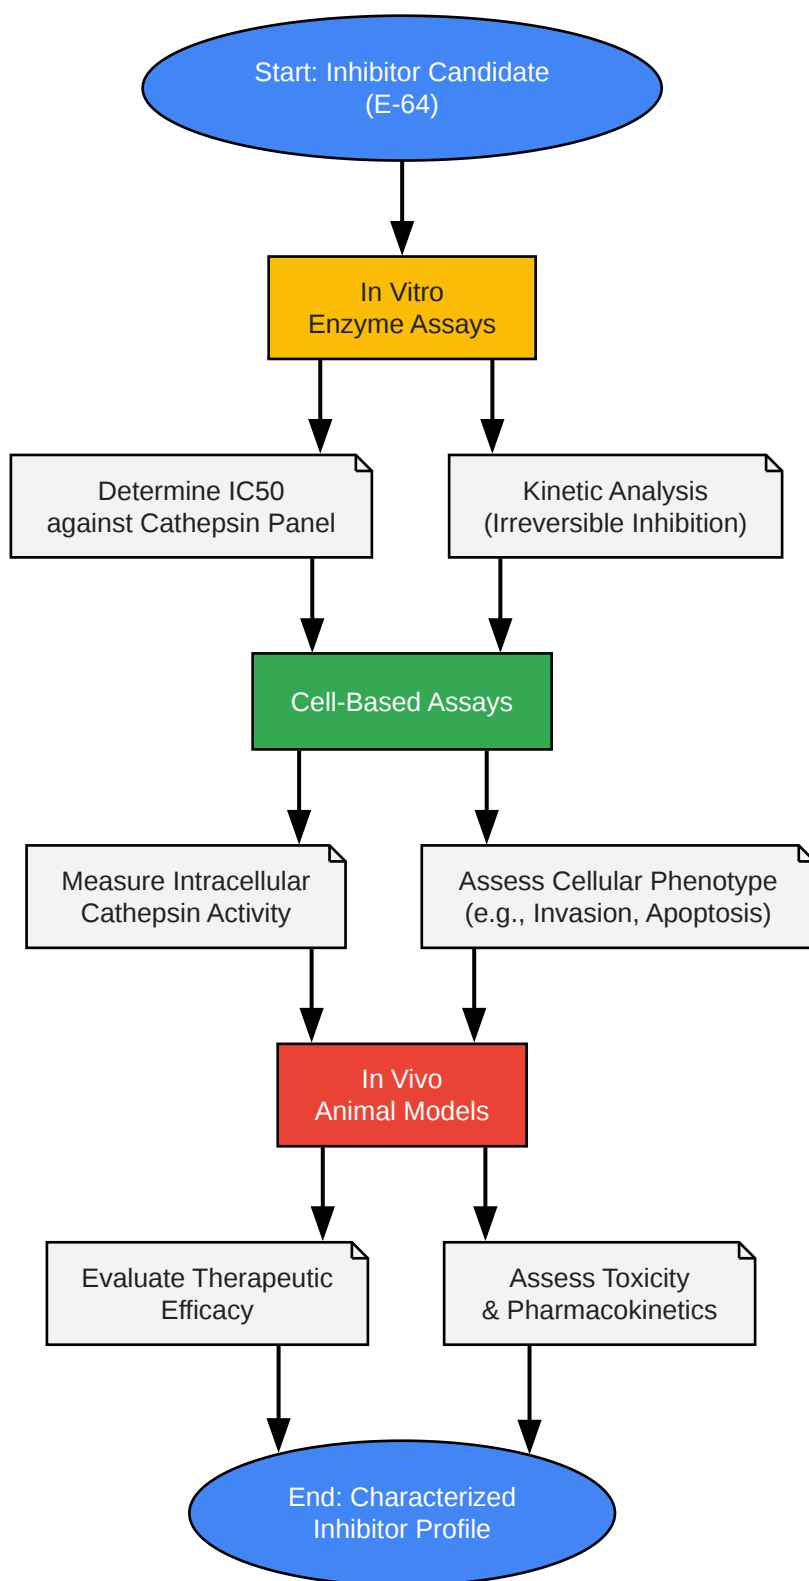 Start: Inhibitor Candidate
(E-64)
In Vitro
Enzyme Assays
Determine IC50
against Cathepsin Panel
Kinetic Analysis
(Irreversible Inhibition)
Cell-Based Assays
Measure Intracellular
Cathepsin Activity
Assess Cellular Phenotype
(e.g., Invasion, Apoptosis)
In Vivo
Animal Models
Evaluate Therapeutic
Efficacy
Assess Toxicity
& Pharmacokinetics
End: Characterized
Inhibitor Profile